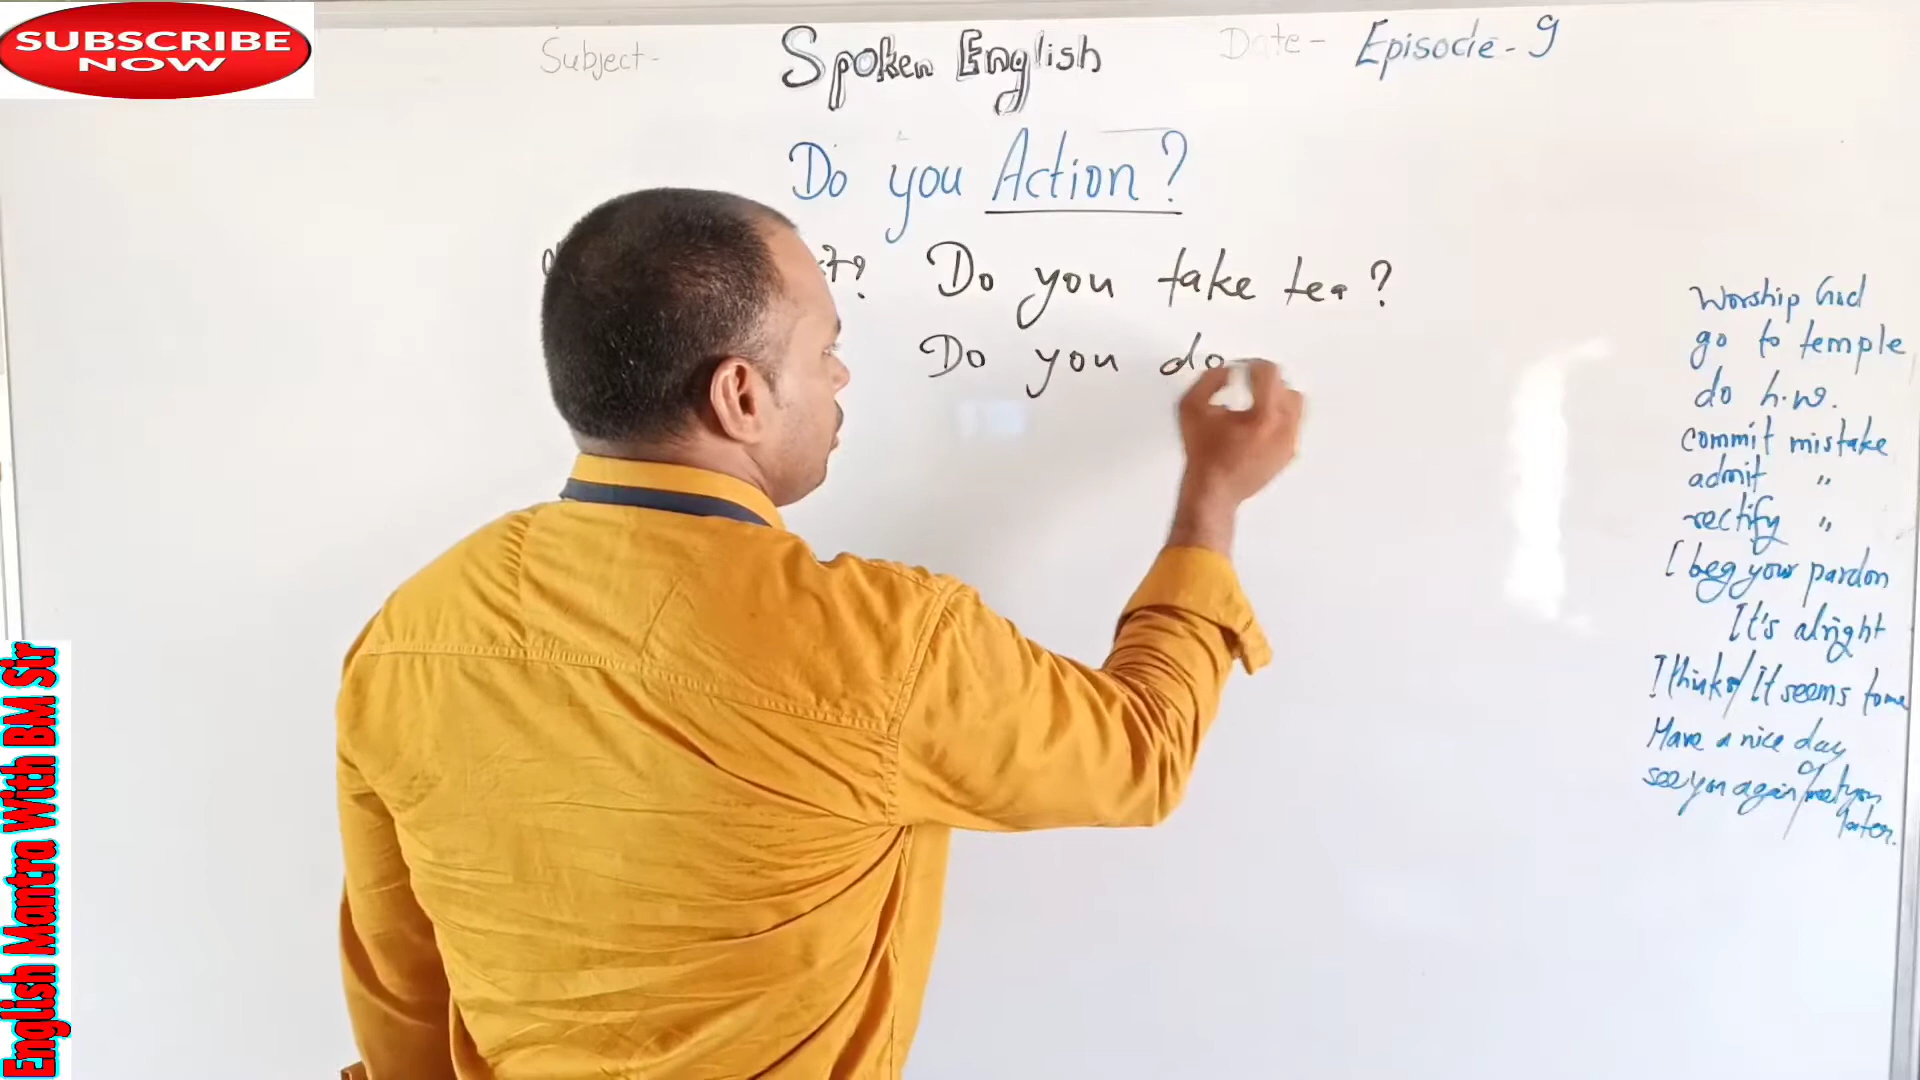 SUBSCRIBE
NOW
Subject-
Spoken English
Date-
Episode-9
Do you Action?
Do you take tea?
Do you do
Worship God
go to temple
do h.w.
commit mistake
admit "
rectify "
I beg your pardon
It's alright
I think/It seems to me
Have a nice day
see you again/meet you
later.
English Mantra With BM Sir